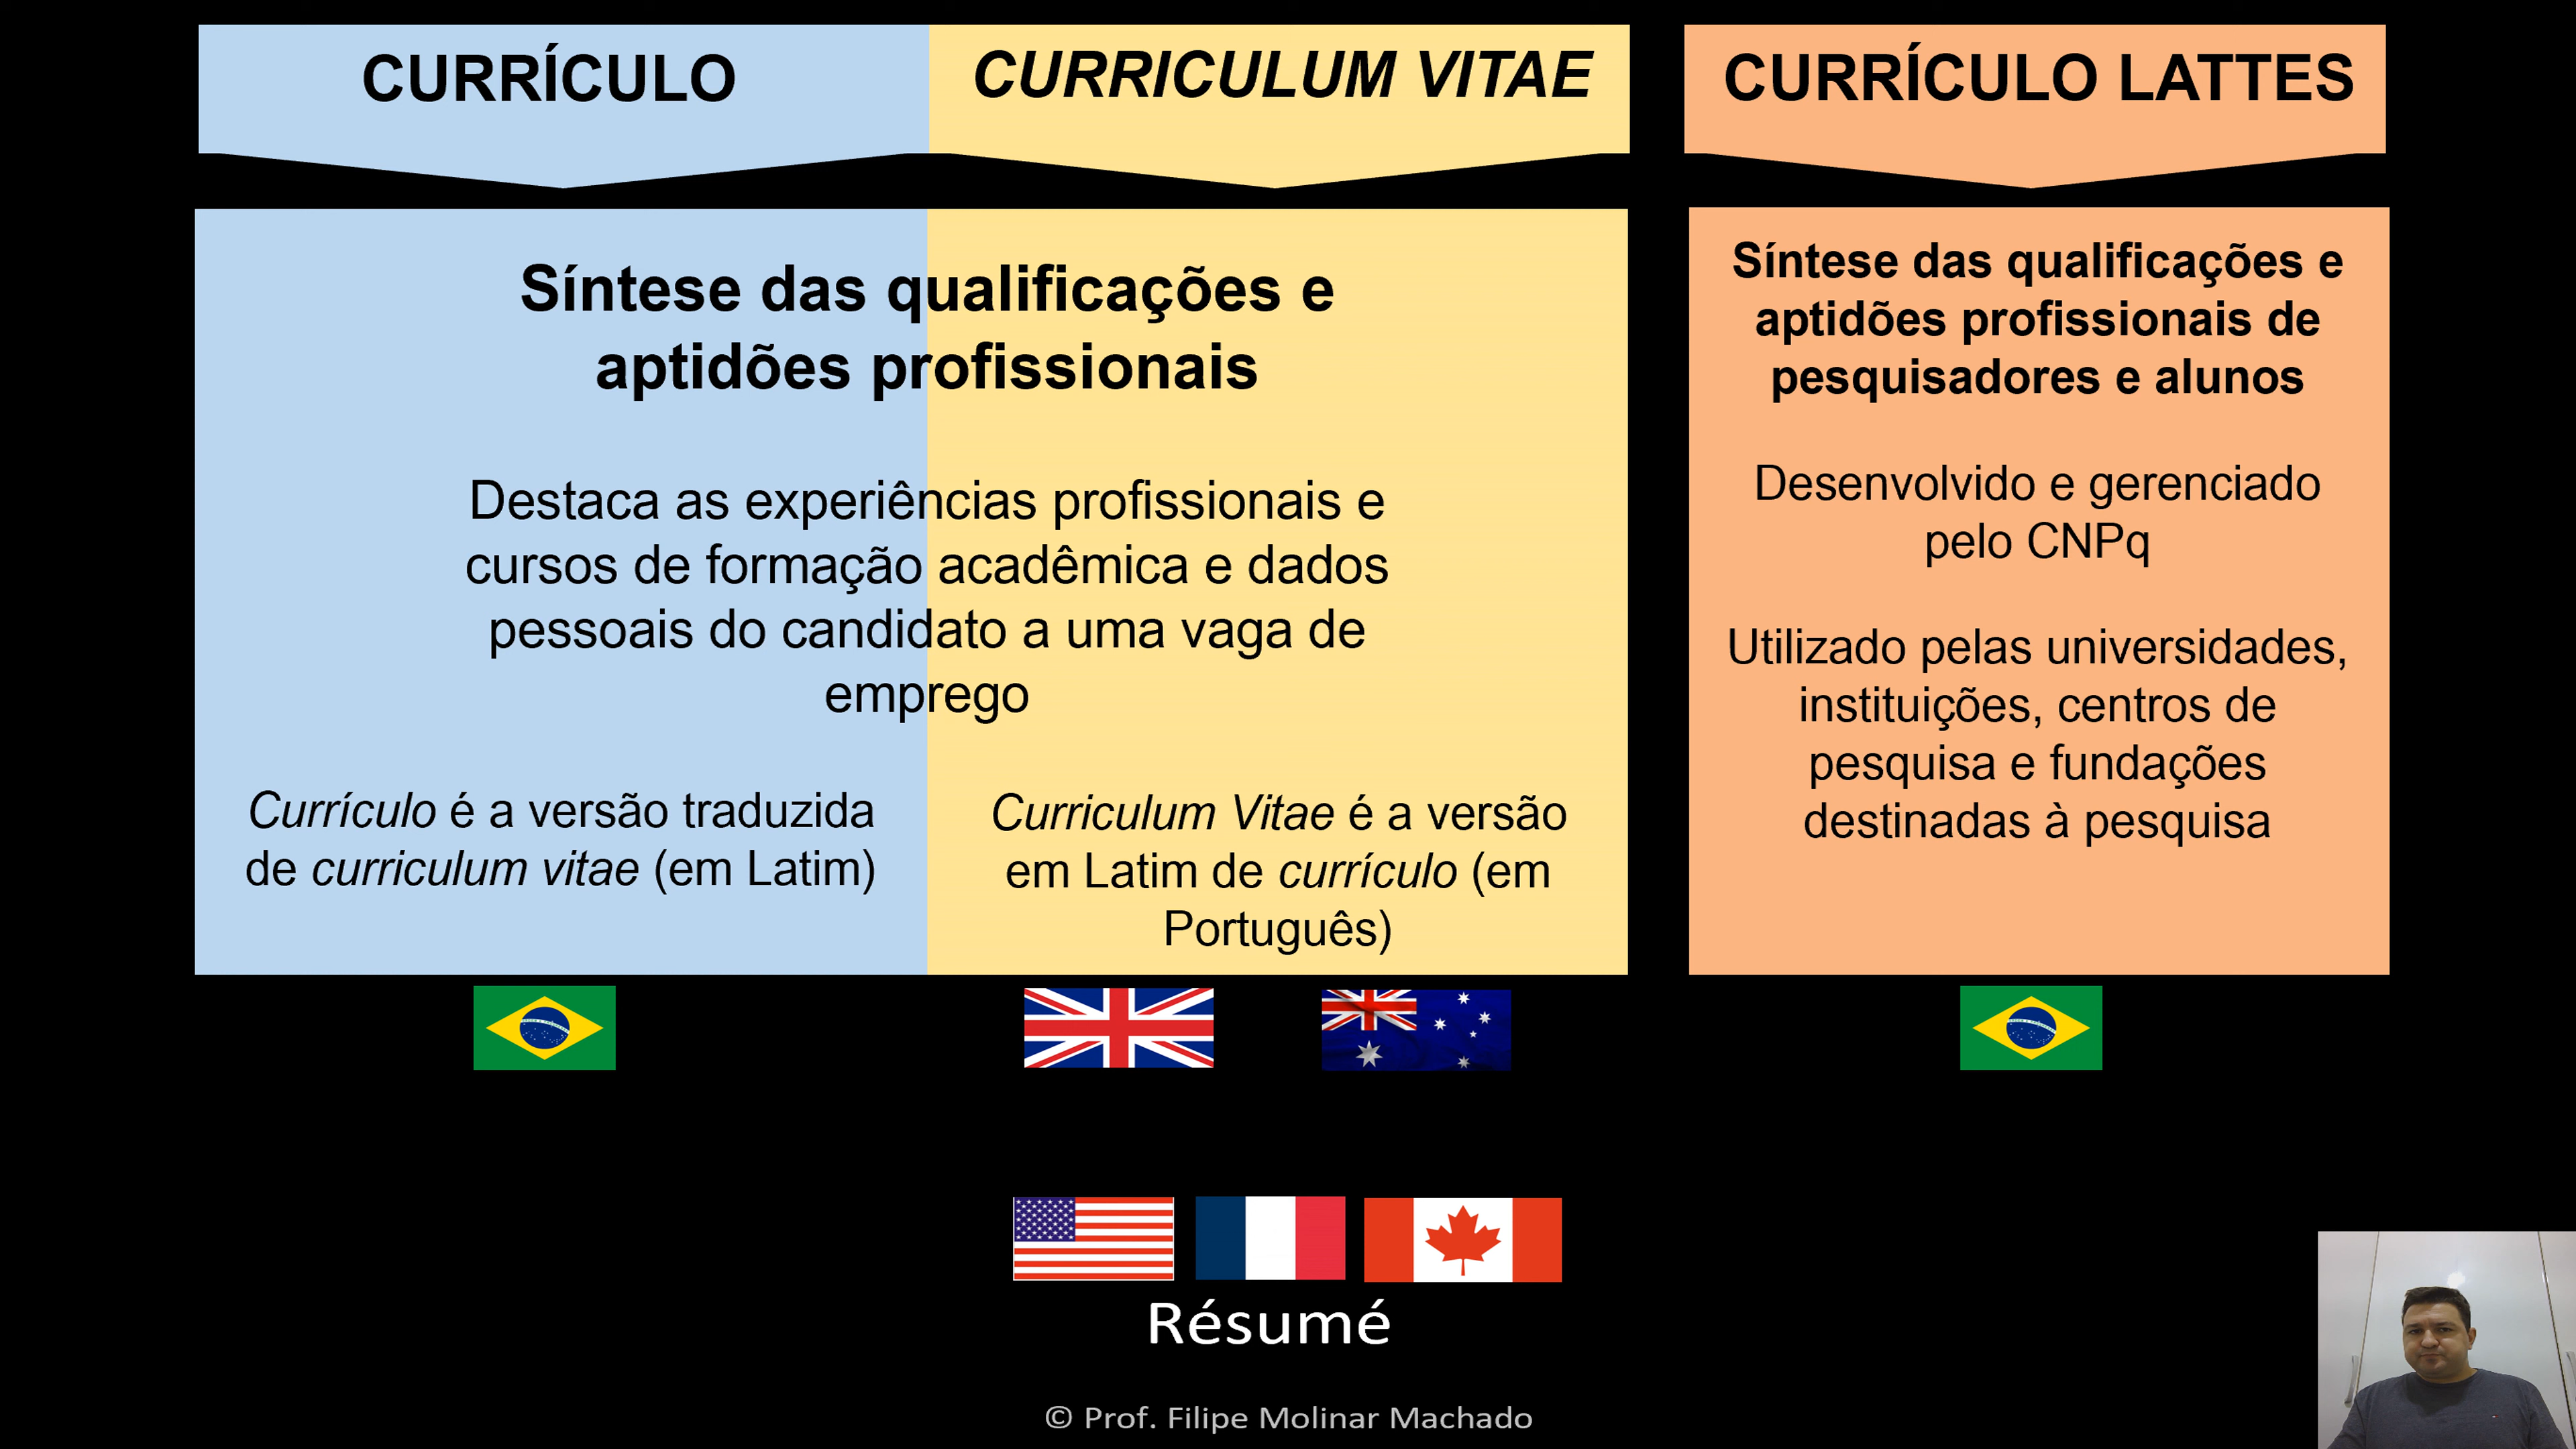 CURRÍCULO
CURRICULUM VITAE
CURRÍCULO LATTES
Síntese das qualificações e
aptidões profissionais
Destaca as experiências profissionais e
cursos de formação acadêmica e dados
pessoais do candidato a uma vaga de
emprego
Currículo é a versão traduzida
de curriculum vitae (em Latim)
Curriculum Vitae é a versão
em Latim de currículo (em
Português)
Síntese das qualificações e
aptidões profissionais de
pesquisadores e alunos
Desenvolvido e gerenciado
pelo CNPq
Utilizado pelas universidades,
instituições, centros de
pesquisa e fundações
destinadas à pesquisa
Résumé
© Prof. Filipe Molinar Machado